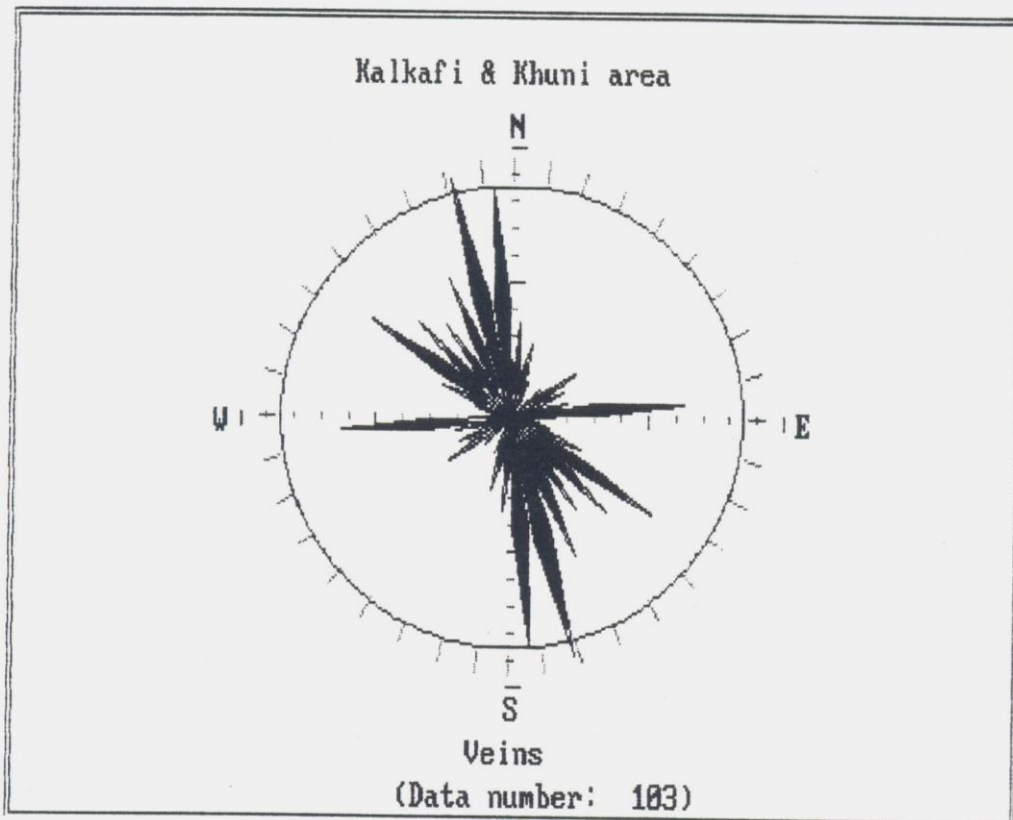 Kalkafi & Khuni area
N
W E
S
Veins
(Data number: 103)